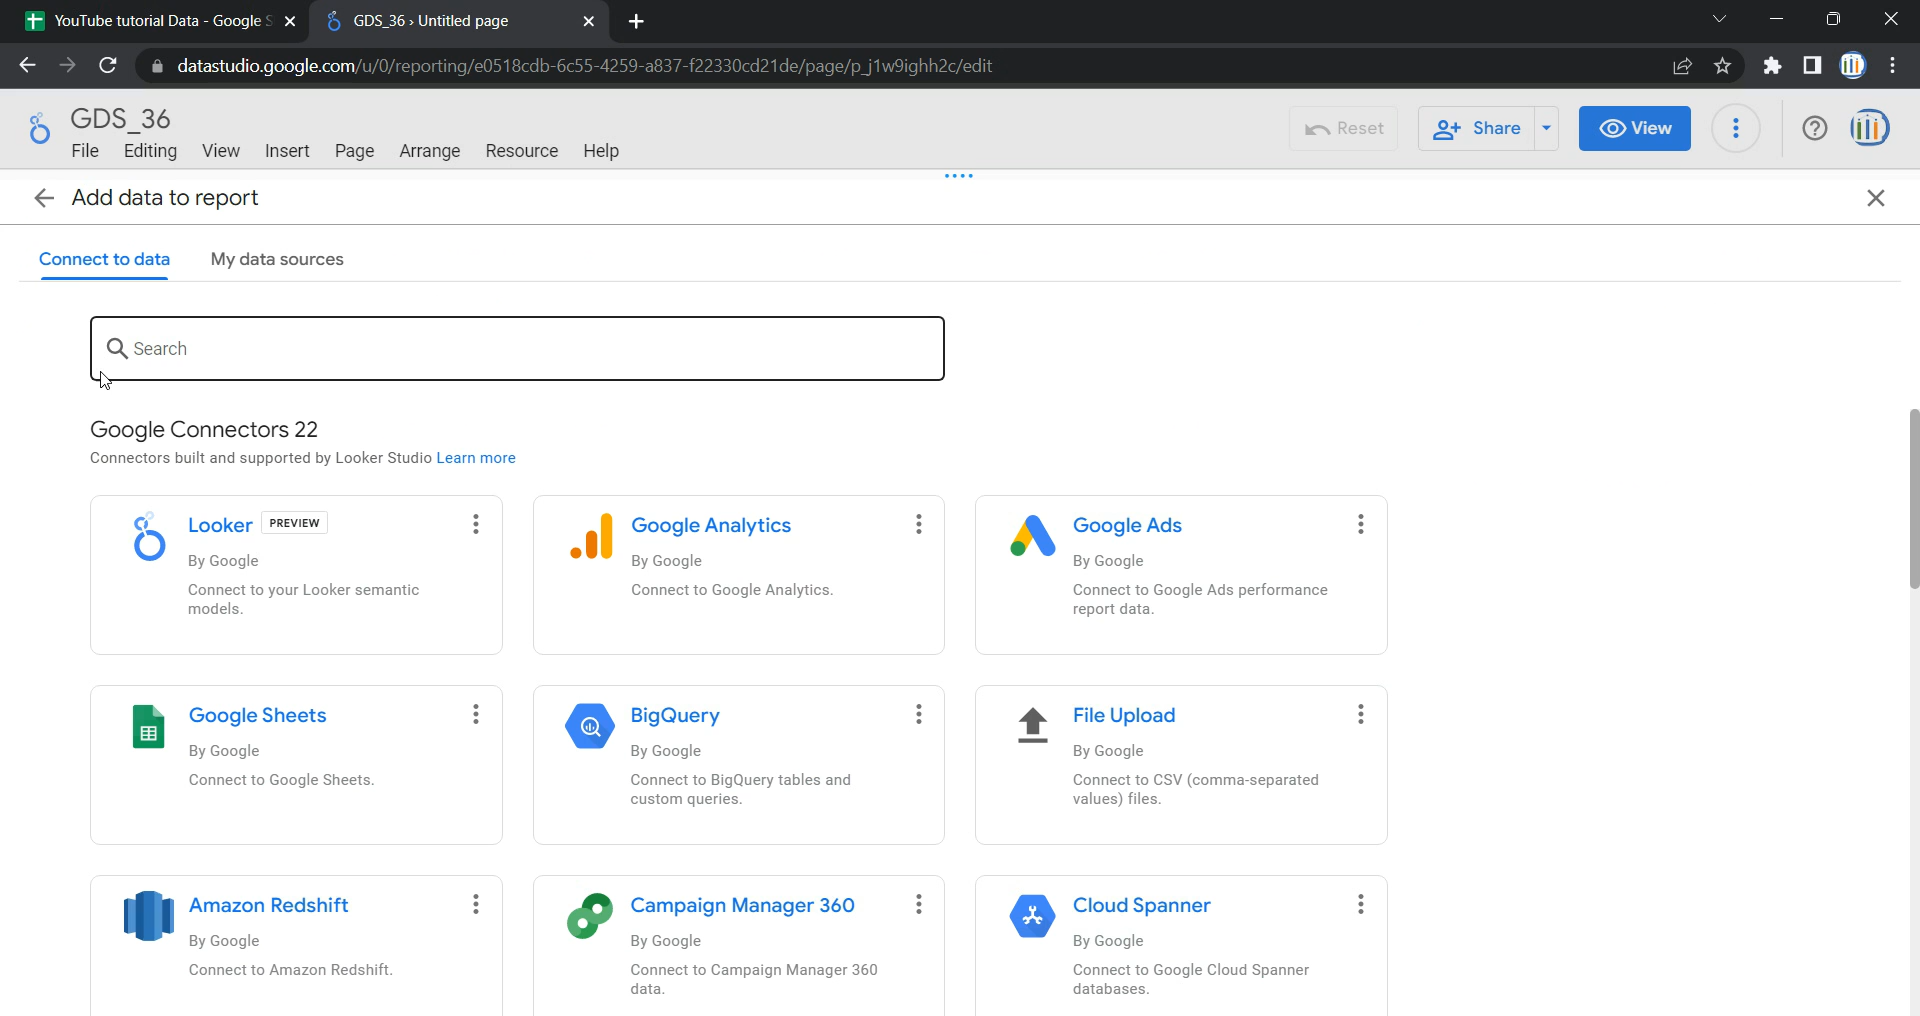 YouTube tutorial Data - Google S
GDS_36 › Untitled page
datastudio.google.com/u/0/reporting/e0518cdb-6c55-4259-a837-f22330cd21de/page/p_j1w9ighh2c/edit
GDS_36
File Editing View Insert Page Arrange Resource Help
Reset
Share
View
Add data to report
Connect to data
My data sources
Search
Google Connectors 22
Connectors built and supported by Looker Studio Learn more
Looker PREVIEW
By Google
Connect to your Looker semantic
models.
Google Analytics
By Google
Connect to Google Analytics.
Google Ads
By Google
Connect to Google Ads performance
report data.
Google Sheets
By Google
Connect to Google Sheets.
BigQuery
By Google
Connect to BigQuery tables and
custom queries.
File Upload
By Google
Connect to CSV (comma-separated
values) files.
Amazon Redshift
By Google
Connect to Amazon Redshift.
Campaign Manager 360
By Google
Connect to Campaign Manager 360
data.
Cloud Spanner
By Google
Connect to Google Cloud Spanner
databases.